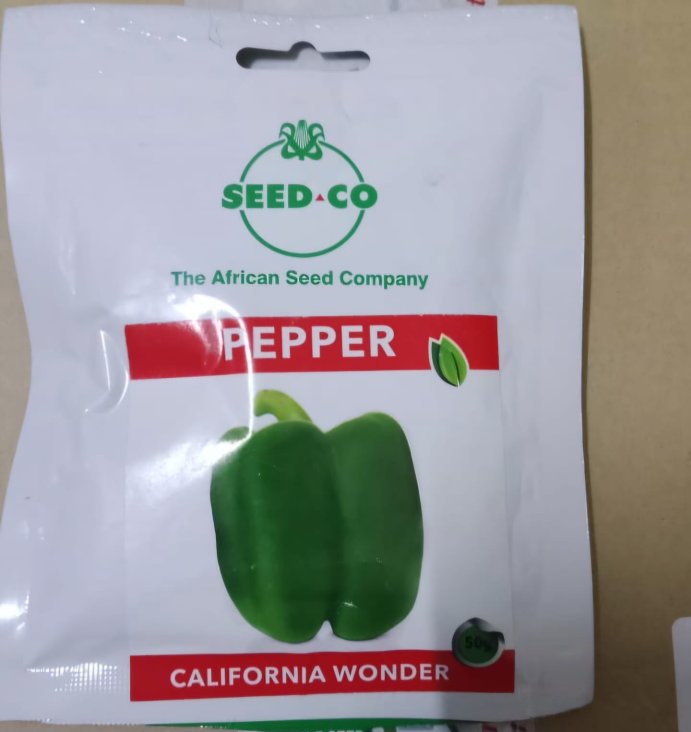 SEED CO
The African Seed Company
PEPPER
50g
CALIFORNIA WONDER